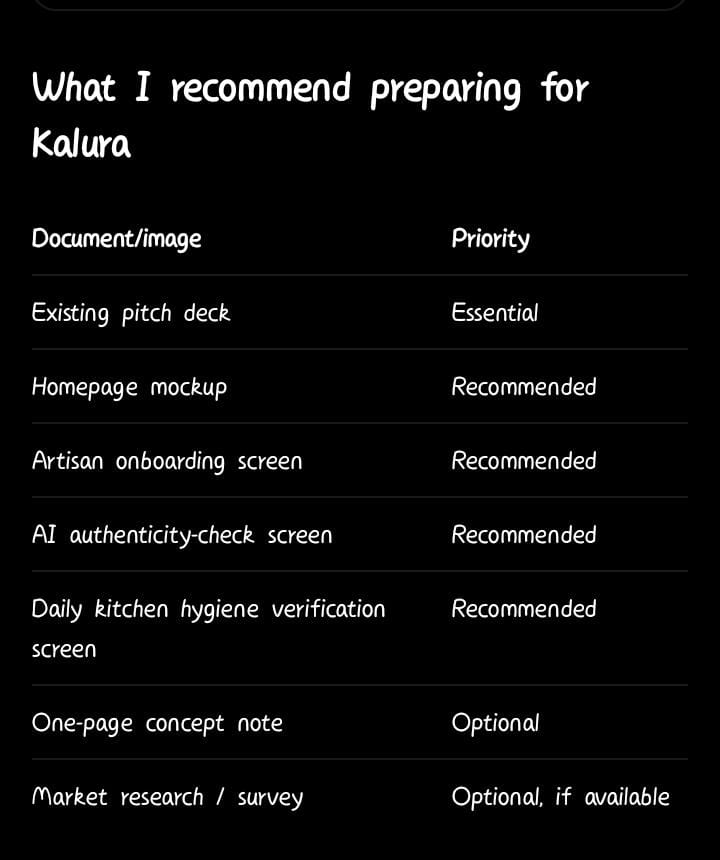 What I recommend preparing for
Kalura
Document/image Priority
Existing pitch deck Essential
Homepage mockup Recommended
Artisan onboarding screen Recommended
AI authenticity-check screen Recommended
Daily kitchen hygiene verification Recommended
screen
One-page concept note Optional
Market research / survey Optional, if available